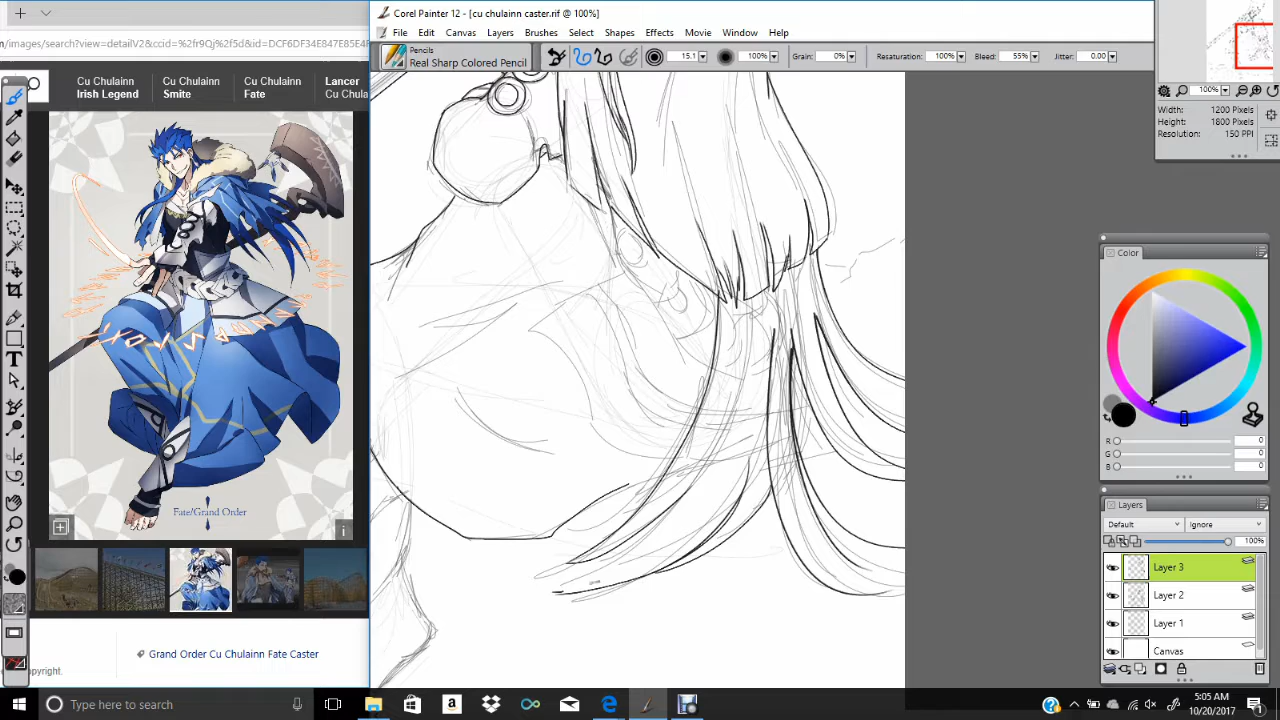 Corel Painter 12 - [cu chulainn caster.rif @ 100%]
m/images/search?view=detailV2&ccid=%2fr9Qj%2f5d&id=DCF6DF34E847E85E4F
File Edit Canvas Layers Brushes Select Shapes Effects Movie Window Help
Pencils
Real Sharp Colored Pencil
15.1 100% Grain: 0% Resaturation: 100% Bleed: 55% Jitter: 0.00
Cu Chulainn
Irish Legend
Cu Chulainn
Smite
Cu Chulainn
Fate
Lancer
Cu Chula
100%
Width: 1200 Pixels
Height: 1800 Pixels
Resolution: 150 PPI
Color
R 0
G 0
B 0
Layers
Default Ignore
100%
Layer 3
Layer 2
Layer 1
Canvas
Fate/Grand Order
Grand Order Cu Chulainn Fate Caster
copyright.
Type here to search
5:05 AM
10/20/2017